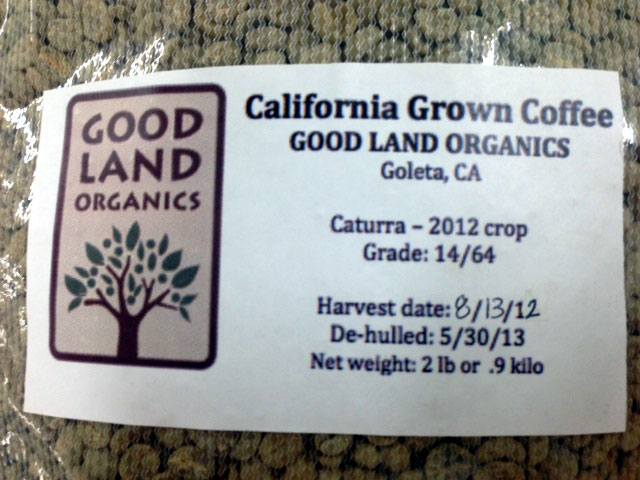 GOOD
LAND
ORGANICS
California Grown Coffee
GOOD LAND ORGANICS
Goleta, CA
Caturra – 2012 crop
Grade: 14/64
Harvest date: 8/13/12
De-hulled: 5/30/13
Net weight: 2 lb or .9 kilo